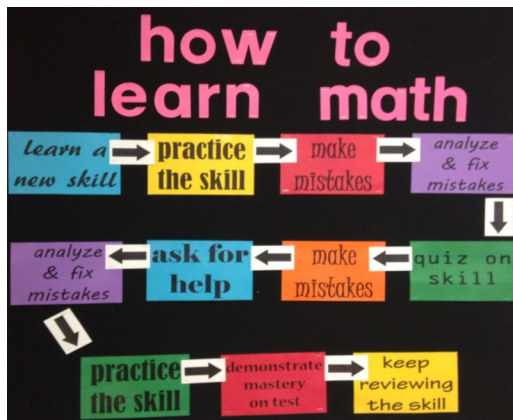 how to
learn math
learn a
new skill
practice
the skill
make
mistakes
analyze
& fix
mistakes
quiz on
skill
make
mistakes
ask for
help
analyze
& fix
mistakes
practice
the skill
demonstrate
mastery
on test
keep
reviewing
the skill